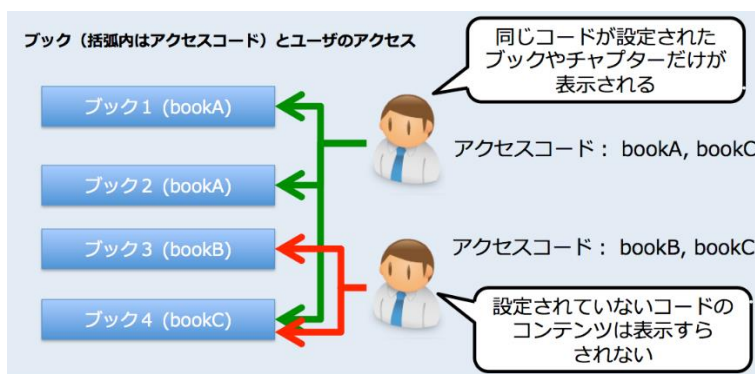 ブック（括弧内はアクセスコード）とユーザのアクセス
同じコードが設定された
ブックやチャプターだけが
表示される
ブック１ (bookA)
アクセスコード： bookA, bookC
ブック２ (bookA)
ブック３ (bookB)
アクセスコード： bookB, bookC
ブック４ (bookC)
設定されていないコードの
コンテンツは表示すら
されない